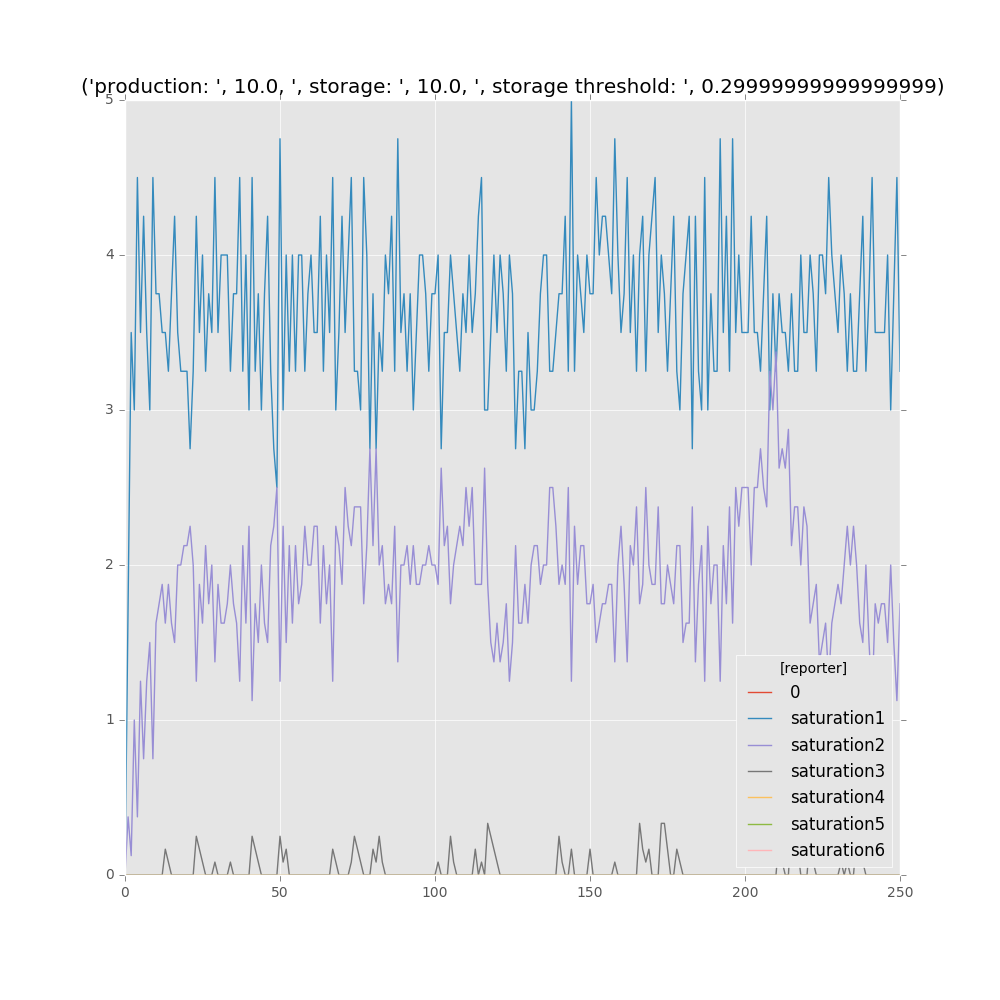 ('production: ', 10.0, ', storage: ', 10.0, ', storage threshold: ', 0.29999999999999999)
5
4
3
2
1
0
0 50 100 150 200 250
[reporter]
0
saturation1
saturation2
saturation3
saturation4
saturation5
saturation6